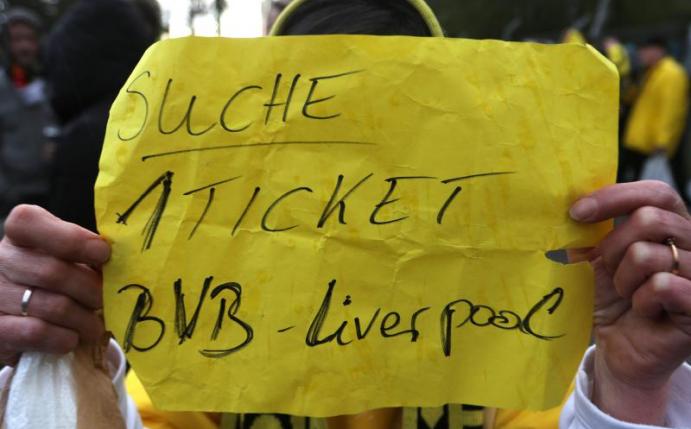 SUCHE
1 TICKET
BVB - Liverpool